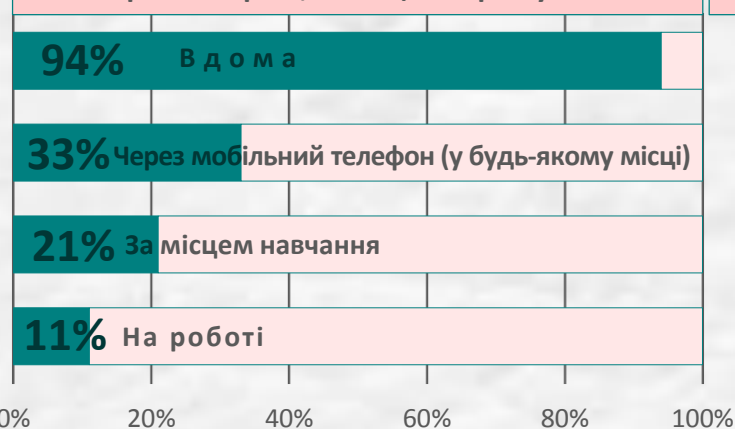 94% Вдома
33% Через мобільний телефон (у будь-якому місці)
21% За місцем навчання
11% На роботі
20% 40% 60% 80% 100%